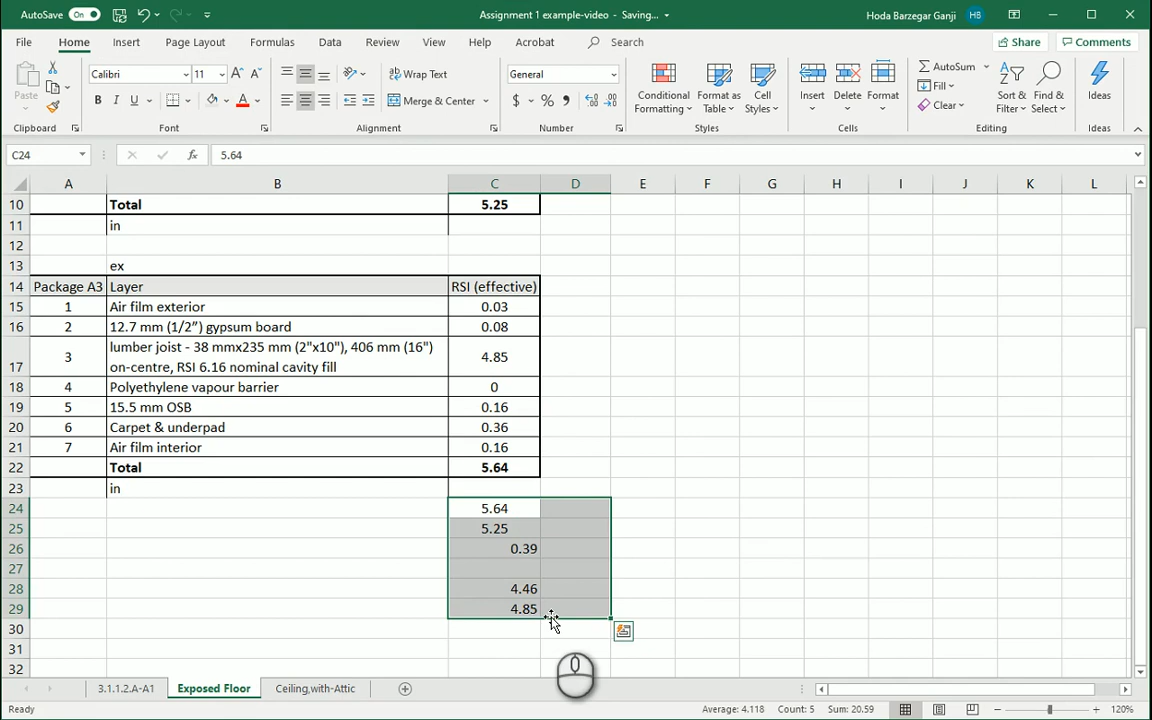 AutoSave On Assignment 1 example-video - Saving... Hoda Barzegar Ganji HB
File Home Insert Page Layout Formulas Data Review View Help Acrobat Search Share Comments
Paste Calibri 11 Wrap Text General Conditional Formatting Format as Table Cell Styles Insert Delete Format AutoSum Sort & Filter Find & Select Ideas
B I U A Merge & Center $ % Fill
Clear
Clipboard Font Alignment Number Styles Cells Editing Ideas
C24 fx 5.64
A B C D E F G H I J K L
10 Total 5.25
11 in
12
13 ex
14 Package A3 Layer RSI (effective)
15 1 Air film exterior 0.03
16 2 12.7 mm (1/2") gypsum board 0.08
lumber joist - 38 mmx235 mm (2"x10"), 406 mm (16")
17 3 on-centre, RSI 6.16 nominal cavity fill 4.85
18 4 Polyethylene vapour barrier 0
19 5 15.5 mm OSB 0.16
20 6 Carpet & underpad 0.36
21 7 Air film interior 0.16
22 Total 5.64
23 in
24 5.64
25 5.25
26 0.39
27
28 4.46
29 4.85
30
31
32
3.1.1.2.A-A1 Exposed Floor Ceiling,with-Attic
Ready Average: 4.118 Count: 5 Sum: 20.59 120%